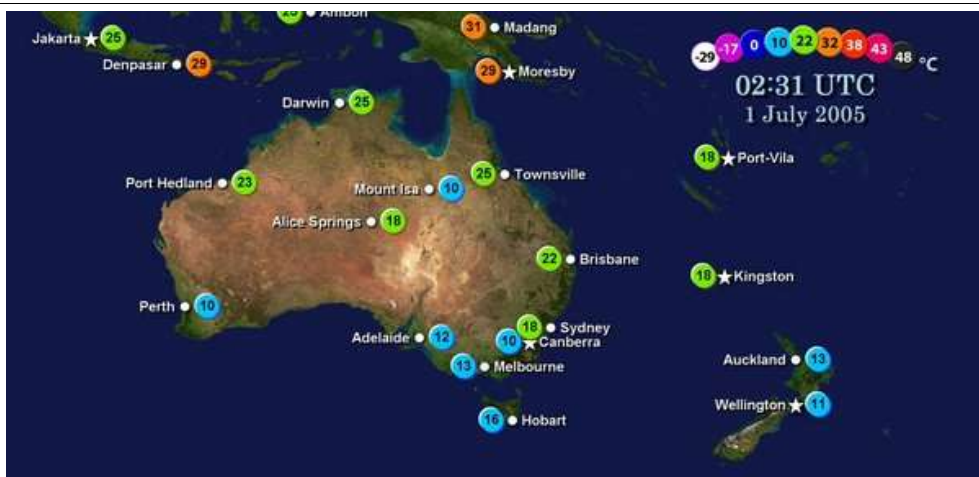 25 Ambon
31 Madang
Jakarta 25
-29 -17 0 10 22 32 38 43 48 °C
Denpasar 29
29 Moresby
02:31 UTC
1 July 2005
Darwin 25
18 Port-Vila
25 Townsville
Port Hedland 23
Mount Isa 10
Alice Springs 18
22 Brisbane
18 Kingston
Perth 10
18 Sydney
Adelaide 12
10 Canberra
13 Melbourne
Auckland 13
Wellington 11
16 Hobart